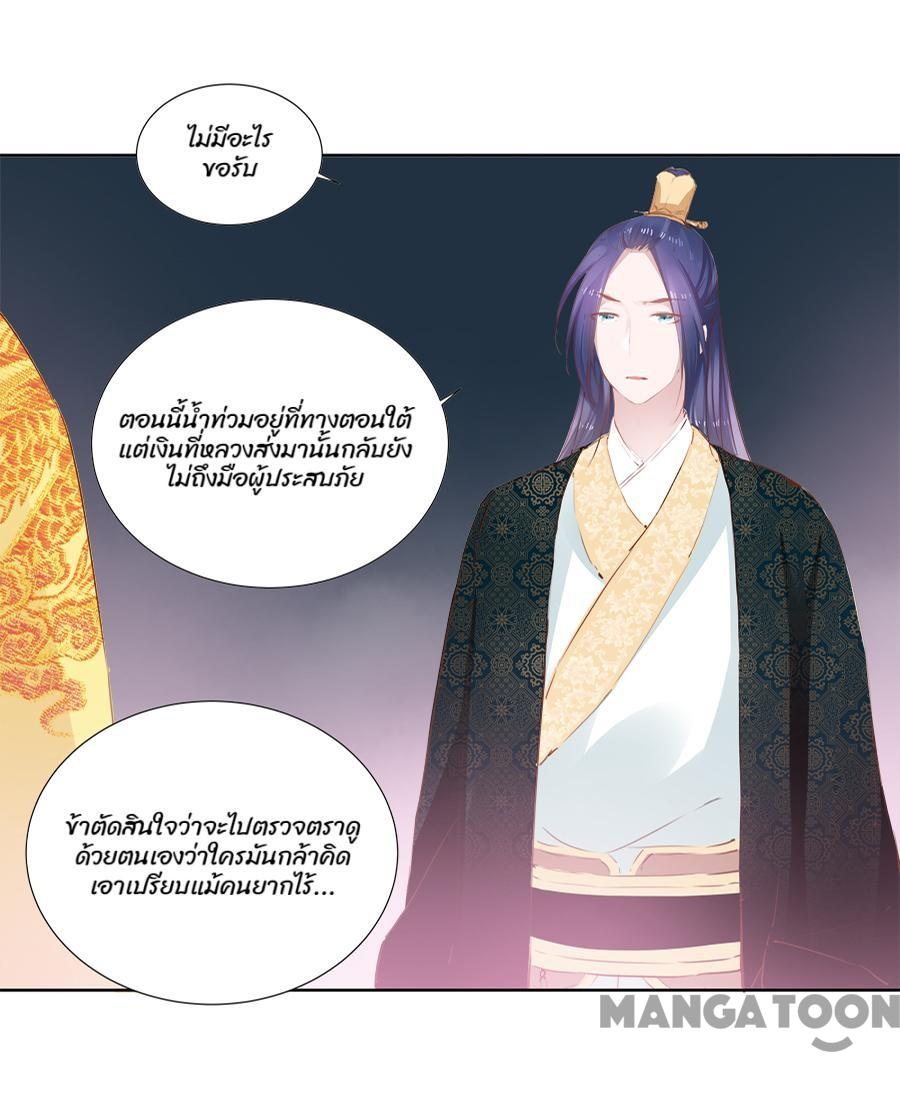 ไม่มีอะไร
ขอรับ
ตอนนี้น้ำท่วมอยู่ที่ทางตอนใต้
แต่เงินที่หลวงส่งมานั้นกลับยัง
ไม่ถึงมือผู้ประสบภัย
ข้าตัดสินใจว่าจะไปตรวจตราดู
ด้วยตนเองว่าใครมันกล้าคิด
เอาเปรียบแม้คนยากไร้...
MANGATOON